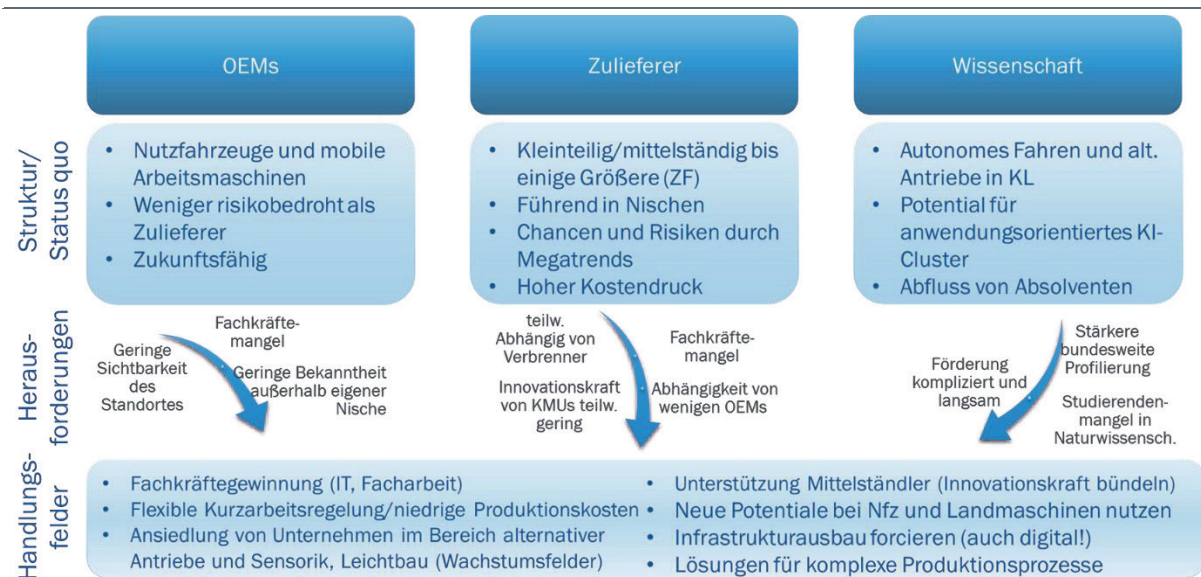 OEMs
Zulieferer
Wissenschaft
Struktur/
Status quo
• Nutzfahrzeuge und mobile
Arbeitsmaschinen
• Weniger risikobedroht als
Zulieferer
• Zukunftsfähig
• Kleinteilig/mittelständig bis
einige Größere (ZF)
• Führend in Nischen
• Chancen und Risiken durch
Megatrends
• Hoher Kostendruck
• Autonomes Fahren und alt.
Antriebe in KL
• Potential für
anwendungsorientiertes KI-
Cluster
• Abfluss von Absolventen
Heraus-
forderungen
Geringe
Sichtbarkeit
des
Standortes
Fachkräfte-
mangel
Geringe Bekanntheit
außerhalb eigener
Nische
teilw.
Abhängig von
Verbrenner
Innovationskraft
von KMUs teilw.
gering
Fachkräfte-
mangel
Abhängigkeit von
wenigen OEMs
Förderung
kompliziert und
langsam
Stärkere
bundesweite
Profilierung
Studierenden-
mangel in
Naturwissensch.
Handlungs-
felder
• Fachkräftegewinnung (IT, Facharbeit)
• Flexible Kurzarbeitsregelung/niedrige Produktionskosten
• Ansiedlung von Unternehmen im Bereich alternativer
Antriebe und Sensorik, Leichtbau (Wachstumsfelder)
• Unterstützung Mittelständler (Innovationskraft bündeln)
• Neue Potentiale bei Nfz und Landmaschinen nutzen
• Infrastrukturausbau forcieren (auch digital!)
• Lösungen für komplexe Produktionsprozesse